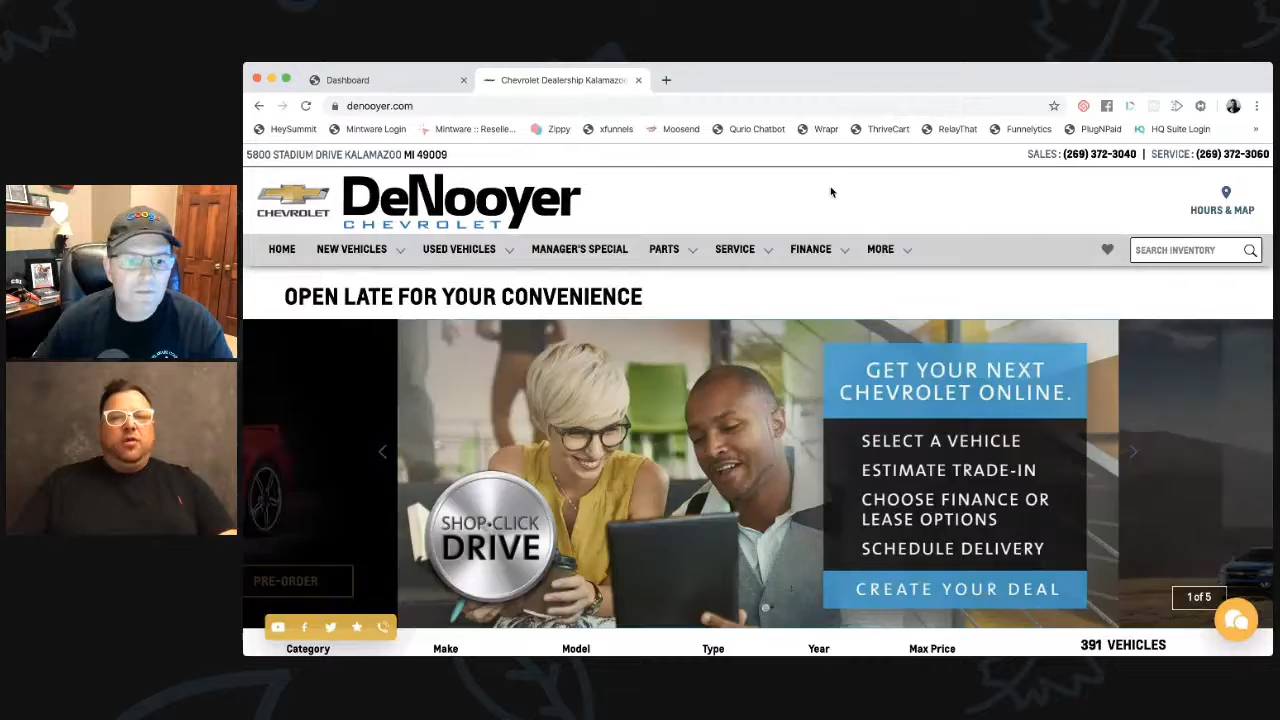 Dashboard
Chevrolet Dealership Kalamazoo
denooyer.com
HeySummit
Mintware Login
Mintware :: Reselle...
Zippy
xfunnels
Moosend
Qurio Chatbot
Wrapr
ThriveCart
RelayThat
Funnelytics
PlugNPaid
HQ Suite Login
»
5800 STADIUM DRIVE KALAMAZOO MI 49009
SALES: (269) 372-3040 | SERVICE: (269) 372-3060
CHEVROLET
DeNooyer
CHEVROLET
HOURS & MAP
HOME
NEW VEHICLES
USED VEHICLES
MANAGER'S SPECIAL
PARTS
SERVICE
FINANCE
MORE
SEARCH INVENTORY
OPEN LATE FOR YOUR CONVENIENCE
GET YOUR NEXT
CHEVROLET ONLINE.
SELECT A VEHICLE
ESTIMATE TRADE-IN
CHOOSE FINANCE OR
LEASE OPTIONS
SCHEDULE DELIVERY
CREATE YOUR DEAL
SHOP•CLICK
DRIVE
PRE-ORDER
1 of 5
Category
Make
Model
Type
Year
Max Price
391 VEHICLES
Google